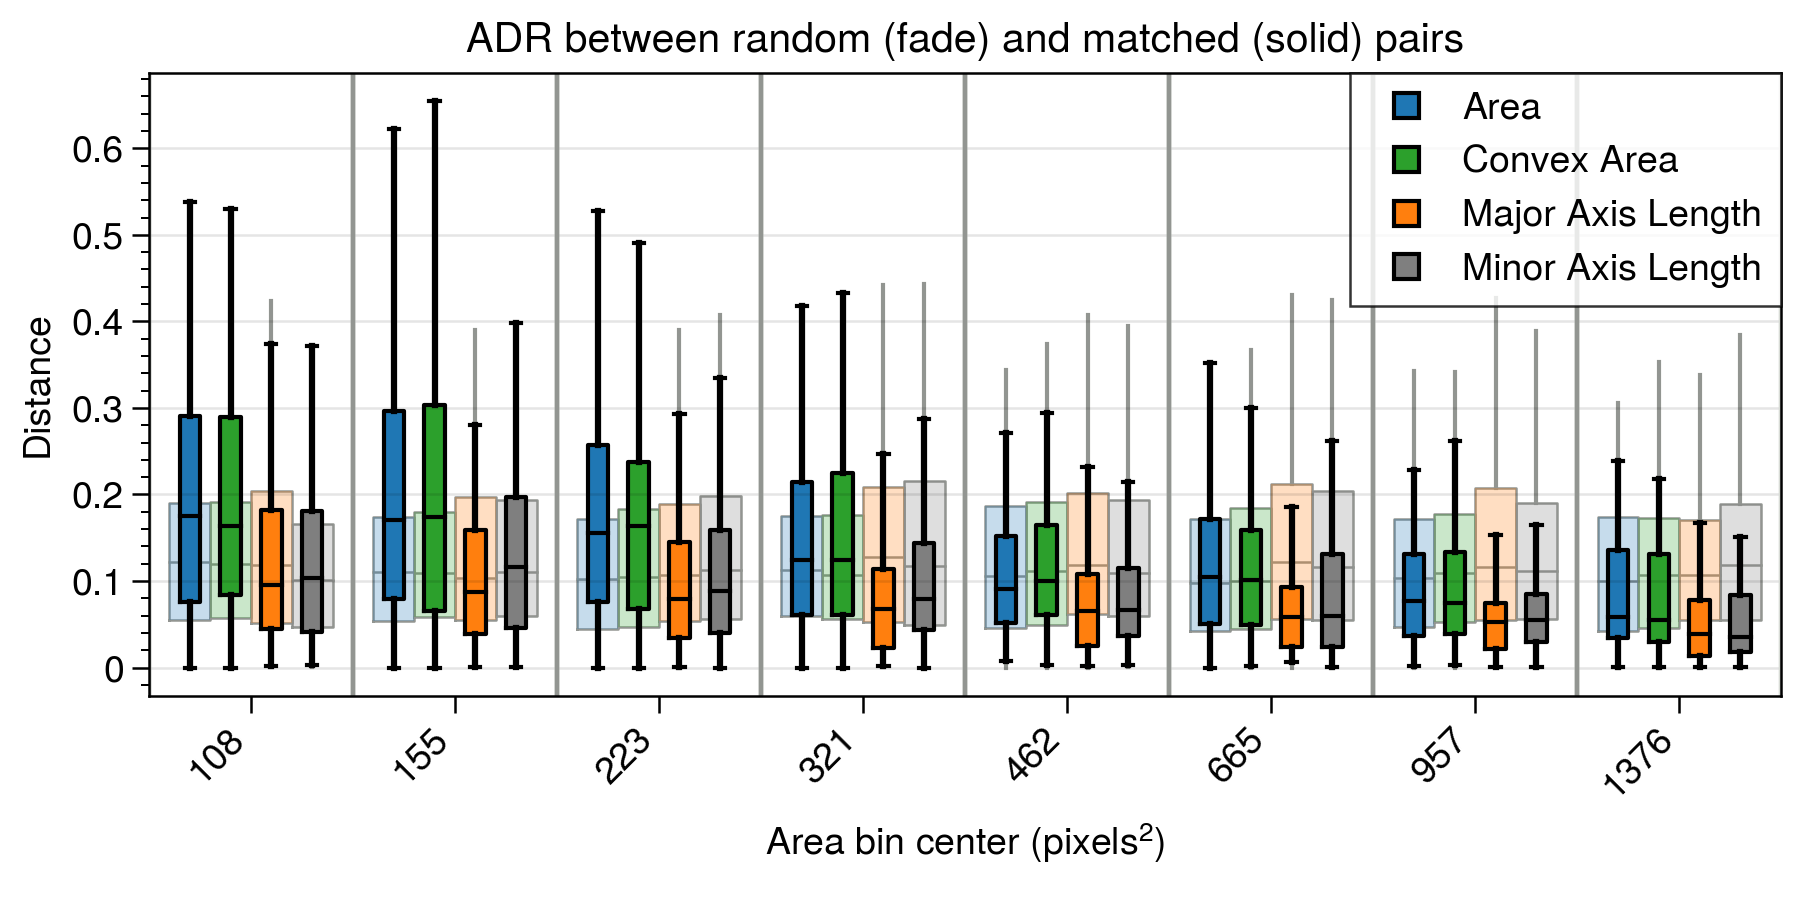 ADR between random (fade) and matched (solid) pairs
Area
Convex Area
Major Axis Length
Minor Axis Length
Distance
0.6
0.5
0.4
0.3
0.2
0.1
0
108 155 223 321 462 665 957 1376
Area bin center (pixels²)